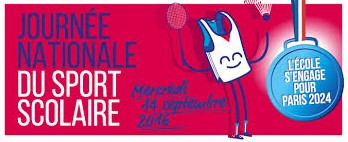 JOURNÉE
NATIONALE
DU SPORT
SCOLAIRE
Mercredi
14 septembre
2016
L'ÉCOLE
S'ENGAGE
POUR
PARIS 2024